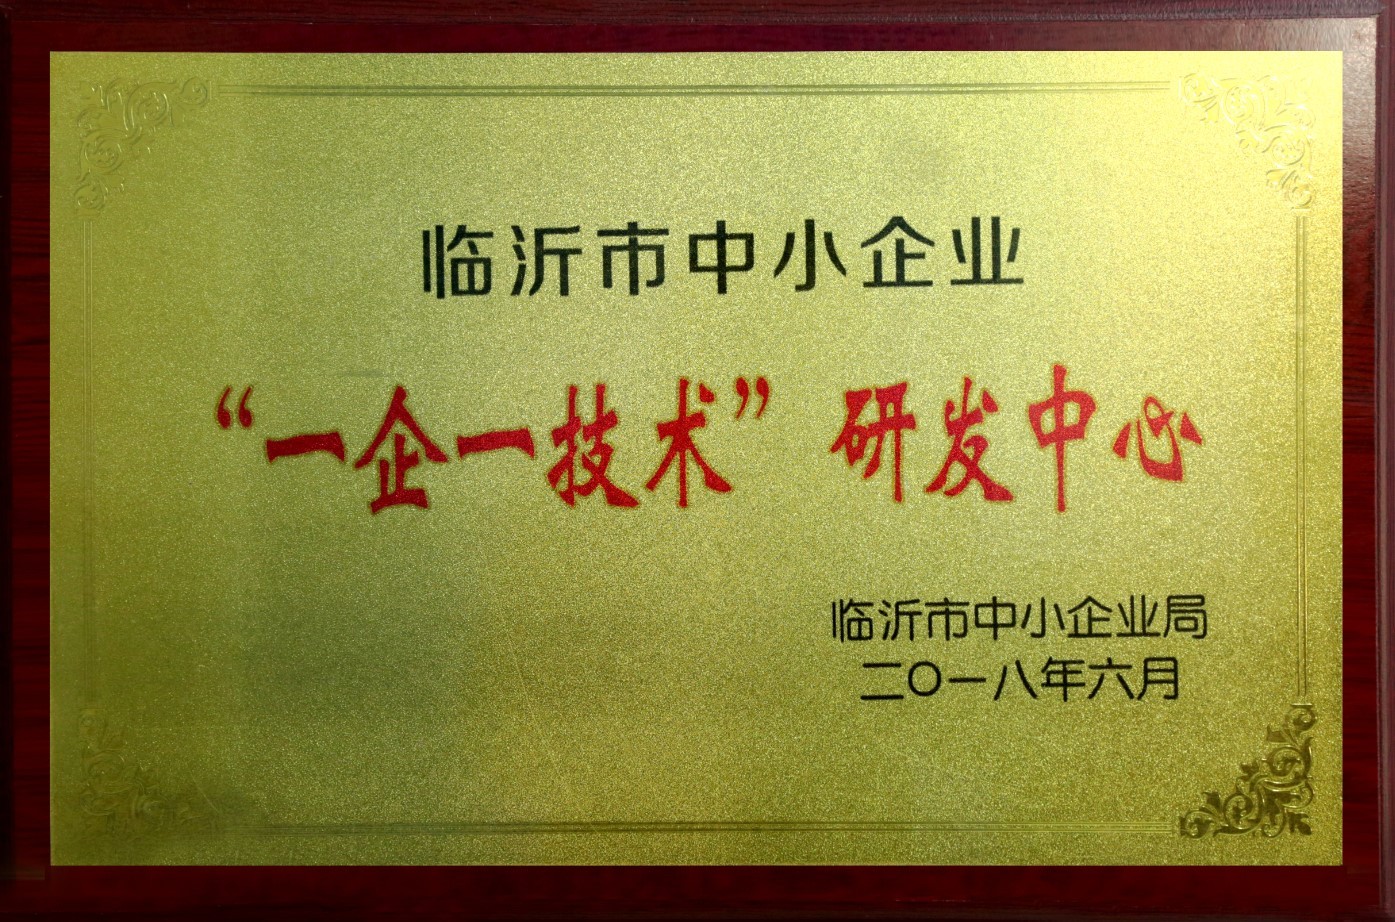 临沂市中小企业
“一企一技术”研发中心
临沂市中小企业局
二〇一八年六月